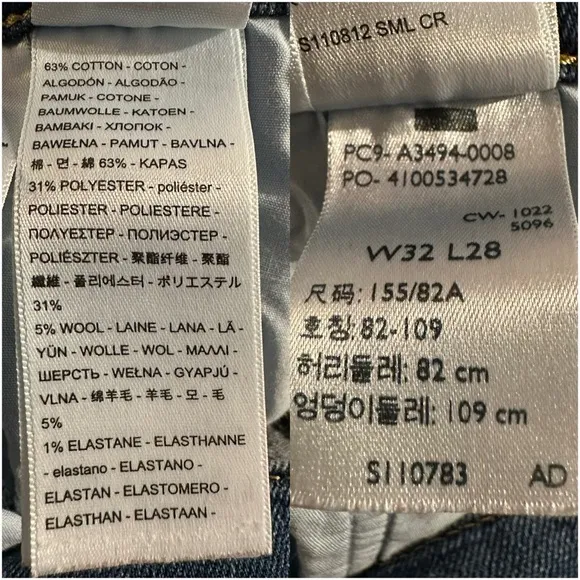 63% COTTON - COTON -
ALGODÓN - ALGODÃO -
PAMUK - COTONE -
BAUMWOLLE - KATOEN -
BAMBAKI - ХЛОПОК -
BAWEŁNA - PAMUT - BAVLNA -
棉 - 면 - 綿 63% - KAPAS
31% POLYESTER - poliéster -
POLIESTER - POLIESTERE -
ΠΟΛΥΕΣΤΕΡ - ПОЛИЭСТЕР -
POLIÉSZTER - 聚酯纤维 - 聚酯
纖維 - 폴리에스터 - ポリエステル
31%
5% WOOL - LAINE - LANA - LÃ -
YÜN - WOLLE - WOL - ΜΑΛΛΙ -
ШЕРСТЬ - WEŁNA - GYAPJÚ -
VLNA - 绵羊毛 - 羊毛 - 모 - 毛
5%
1% ELASTANE - ELASTHANNE
- elastano - ELASTANO -
ELASTAN - ELASTOMERO -
ELASTHAN - ELASTAAN -
S110812 SML CR
PC9- A3494-0008
PO- 4100534728
CW- 1022
5096
W32 L28
尺码: 155/82A
호칭: 82-109
허리둘레: 82 cm
엉덩이둘레: 109 cm
S110783 AD